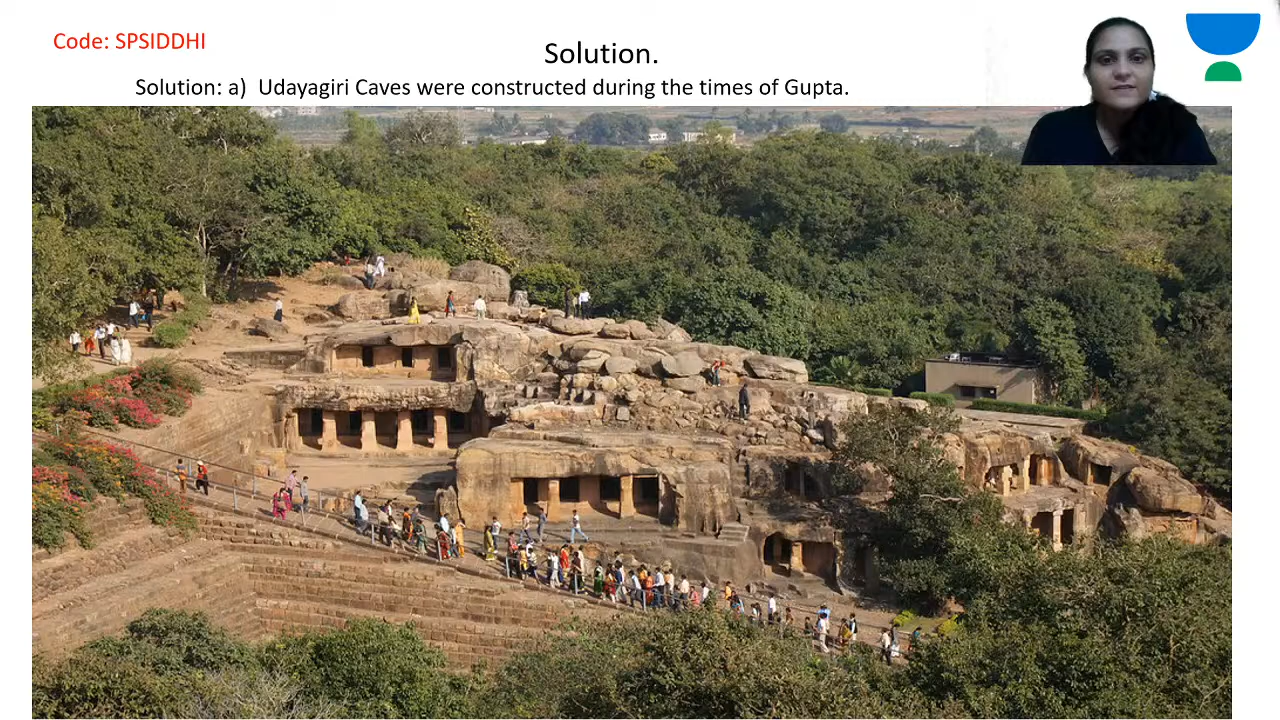 Code: SPSIDDHI
Solution.
Solution: a)  Udayagiri Caves were constructed during the times of Gupta.